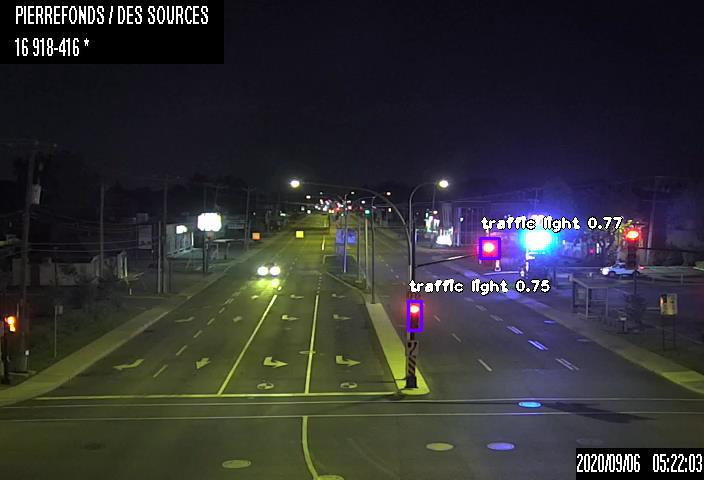 PIERREFONDS / DES SOURCES
16 918-416 *
traffic light 0.77
traffic light 0.75
2020/09/06 05:22:03